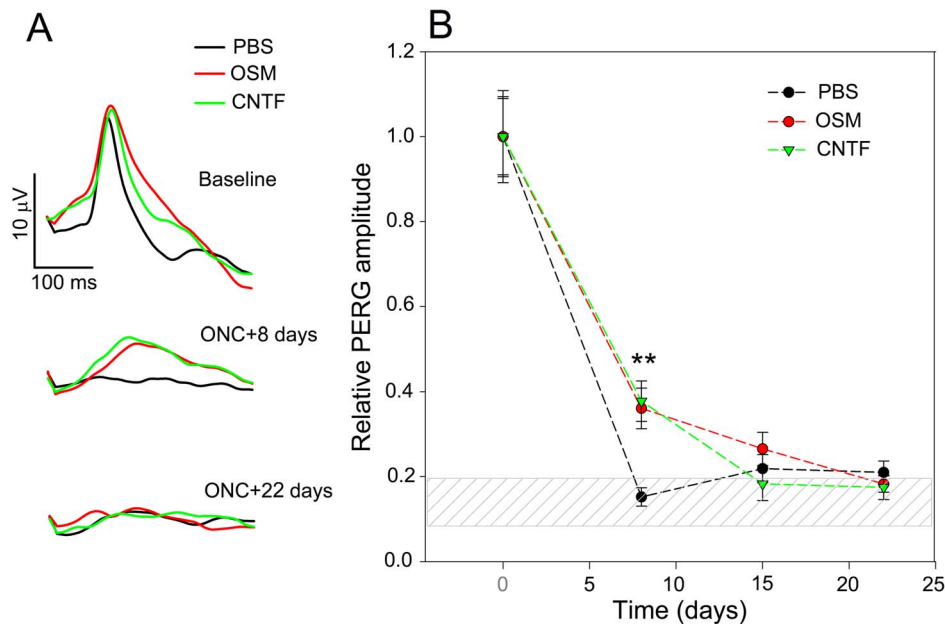 A
PBS
OSM
CNTF
Baseline
10 μV
100 ms
ONC+8 days
ONC+22 days
B
1.2
1.0
0.8
0.6
0.4
0.2
0.0
Relative PERG amplitude
PBS
OSM
CNTF
**
0 5 10 15 20 25
Time (days)